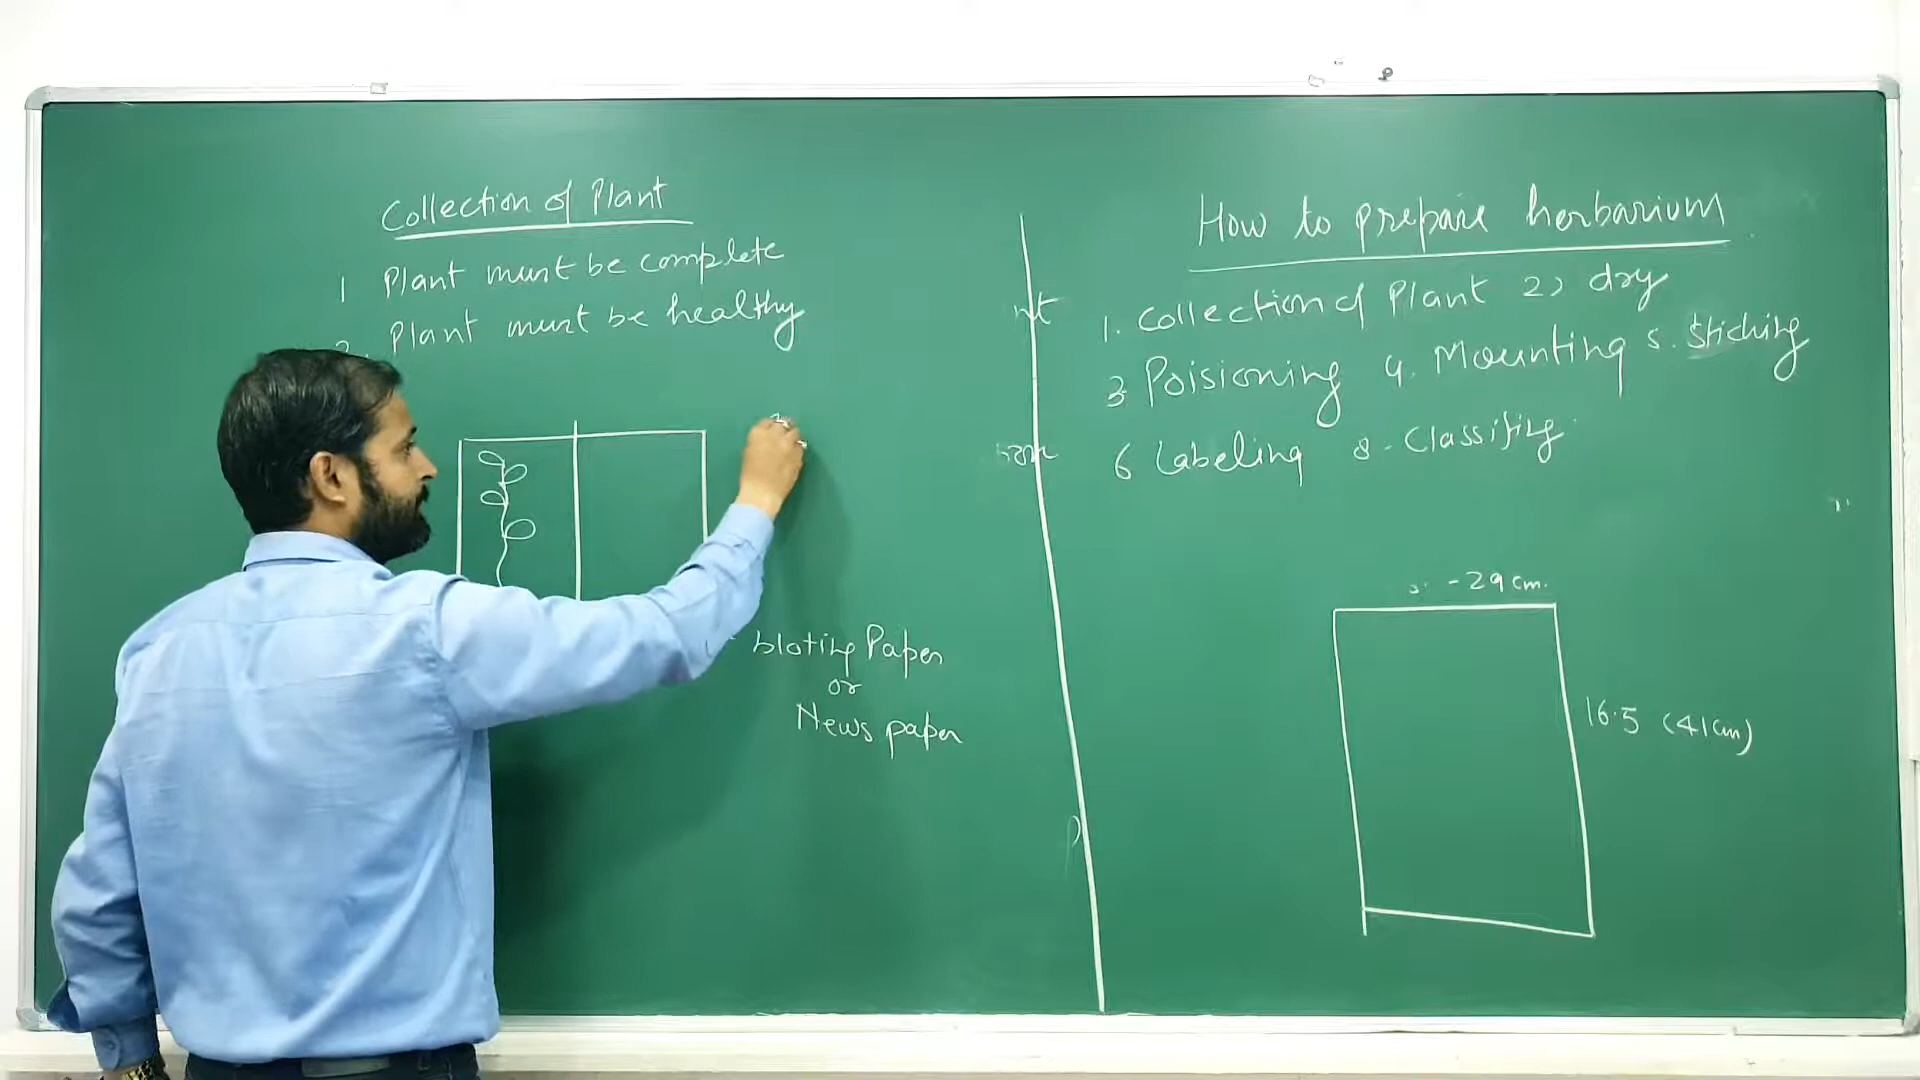 Collection of Plant
1 Plant must be complete
2. Plant must be healthy
bloting Paper
or
News paper
How to prepare herbarium
1. Collection of Plant 2) dry
3 Poisioning 4. Mounting 5. Stiching
6 Labeling 8. Classifing
- 29 cm.
16.5 (41cm)